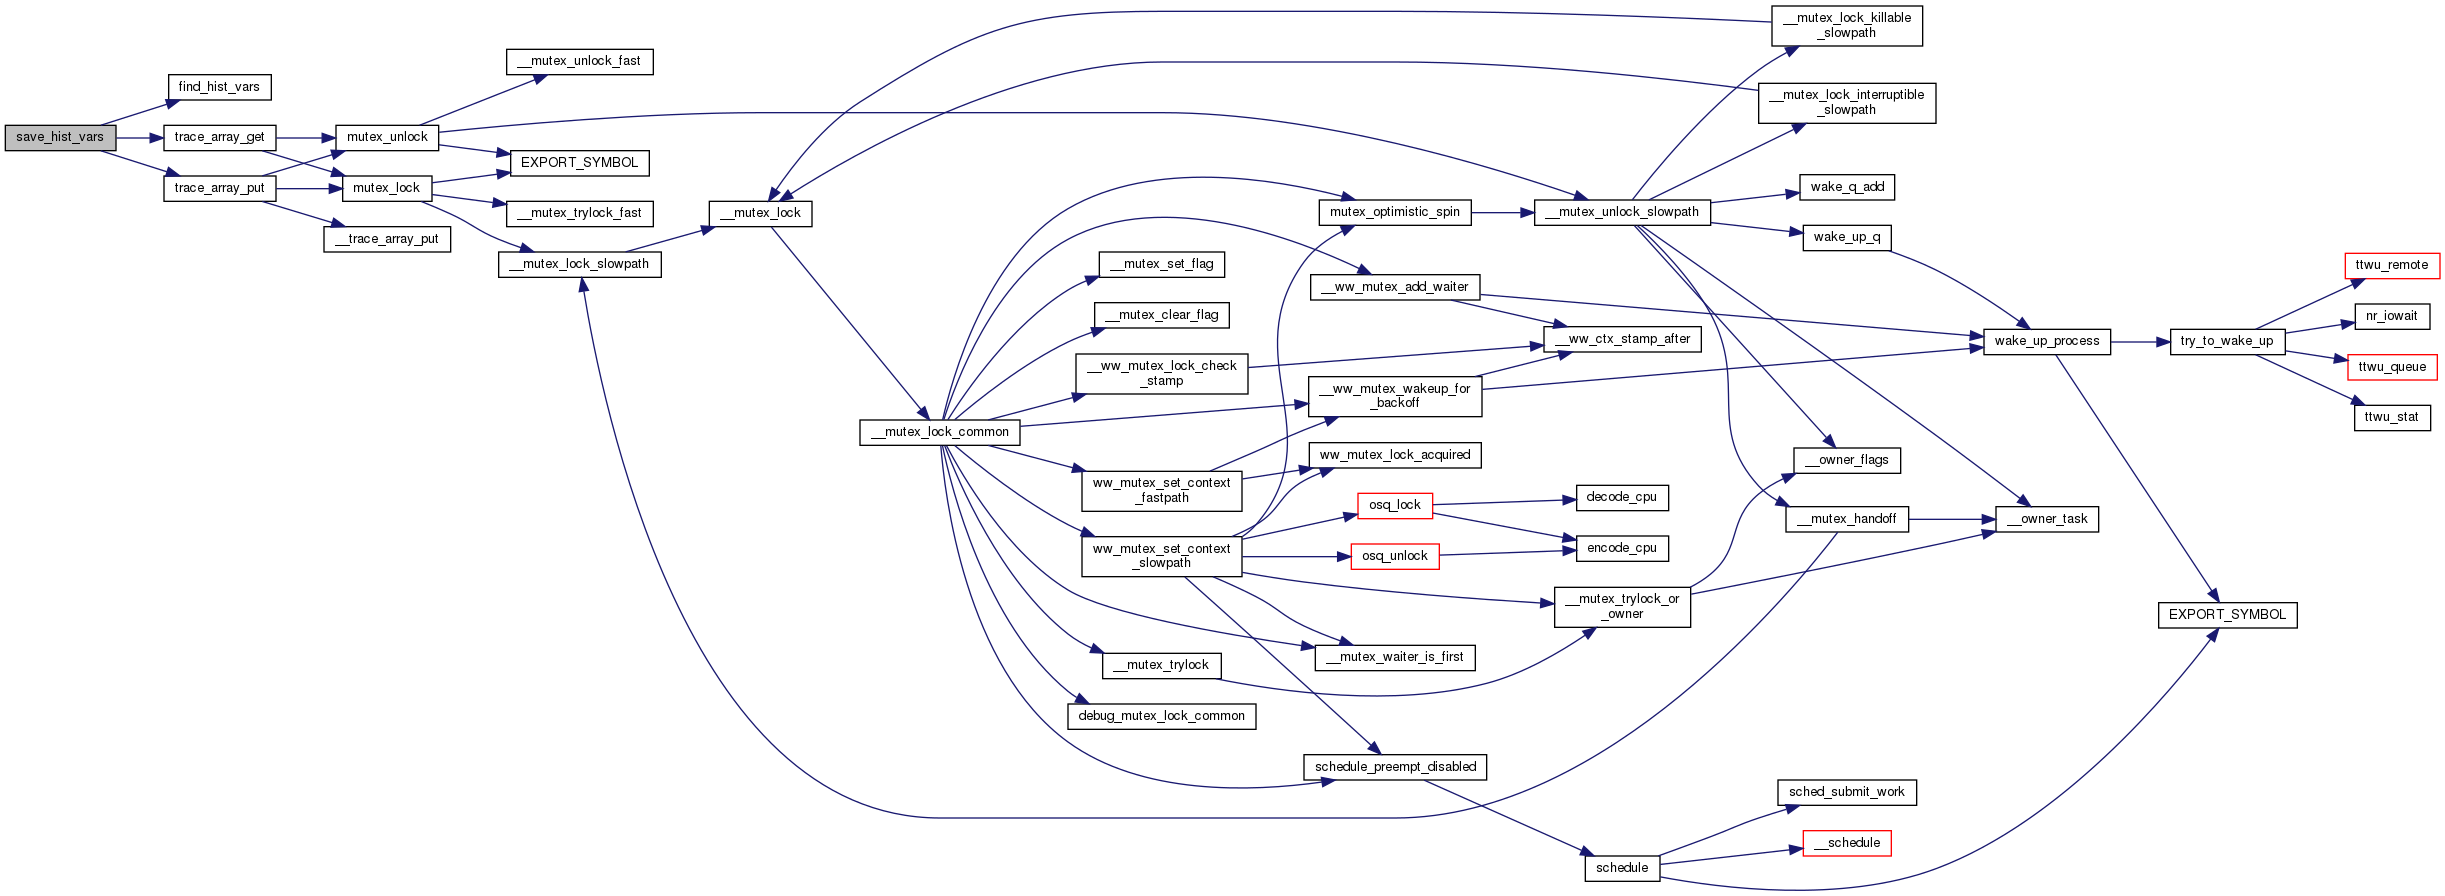 save_hist_vars
find_hist_vars
trace_array_get
trace_array_put
mutex_unlock
mutex_lock
__trace_array_put
__mutex_unlock_fast
EXPORT_SYMBOL
__mutex_trylock_fast
__mutex_lock_slowpath
__mutex_lock
__mutex_lock_common
__mutex_set_flag
__mutex_clear_flag
__ww_mutex_lock_check
_stamp
ww_mutex_set_context
_fastpath
ww_mutex_set_context
_slowpath
__mutex_trylock
debug_mutex_lock_common
mutex_optimistic_spin
__ww_mutex_add_waiter
__ww_mutex_wakeup_for
_backoff
ww_mutex_lock_acquired
osq_lock
osq_unlock
__mutex_waiter_is_first
schedule_preempt_disabled
__mutex_unlock_slowpath
__ww_ctx_stamp_after
decode_cpu
encode_cpu
__mutex_trylock_or
_owner
schedule
__mutex_lock_killable
_slowpath
__mutex_lock_interruptible
_slowpath
wake_q_add
wake_up_q
__owner_flags
__mutex_handoff
sched_submit_work
__schedule
wake_up_process
__owner_task
try_to_wake_up
EXPORT_SYMBOL
ttwu_remote
nr_iowait
ttwu_queue
ttwu_stat